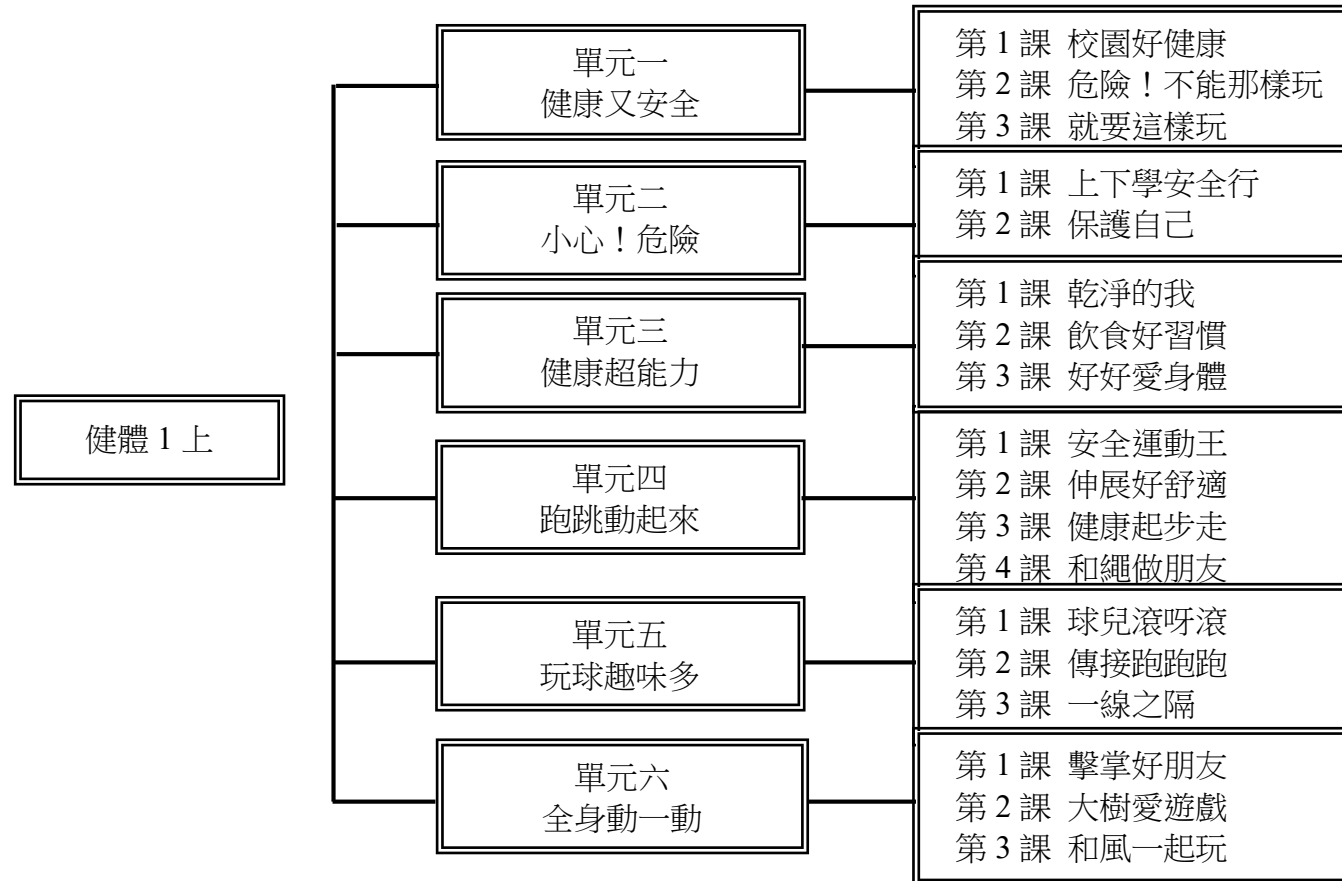 健體 1 上
單元一
健康又安全
第 1 課 校園好健康
第 2 課 危險！不能那樣玩
第 3 課 就要這樣玩
單元二
小心！危險
第 1 課 上下學安全行
第 2 課 保護自己
單元三
健康超能力
第 1 課 乾淨的我
第 2 課 飲食好習慣
第 3 課 好好愛身體
單元四
跑跳動起來
第 1 課 安全運動王
第 2 課 伸展好舒適
第 3 課 健康起步走
第 4 課 和繩做朋友
單元五
玩球趣味多
第 1 課 球兒滾呀滾
第 2 課 傳接跑跑跑
第 3 課 一線之隔
單元六
全身動一動
第 1 課 擊掌好朋友
第 2 課 大樹愛遊戲
第 3 課 和風一起玩